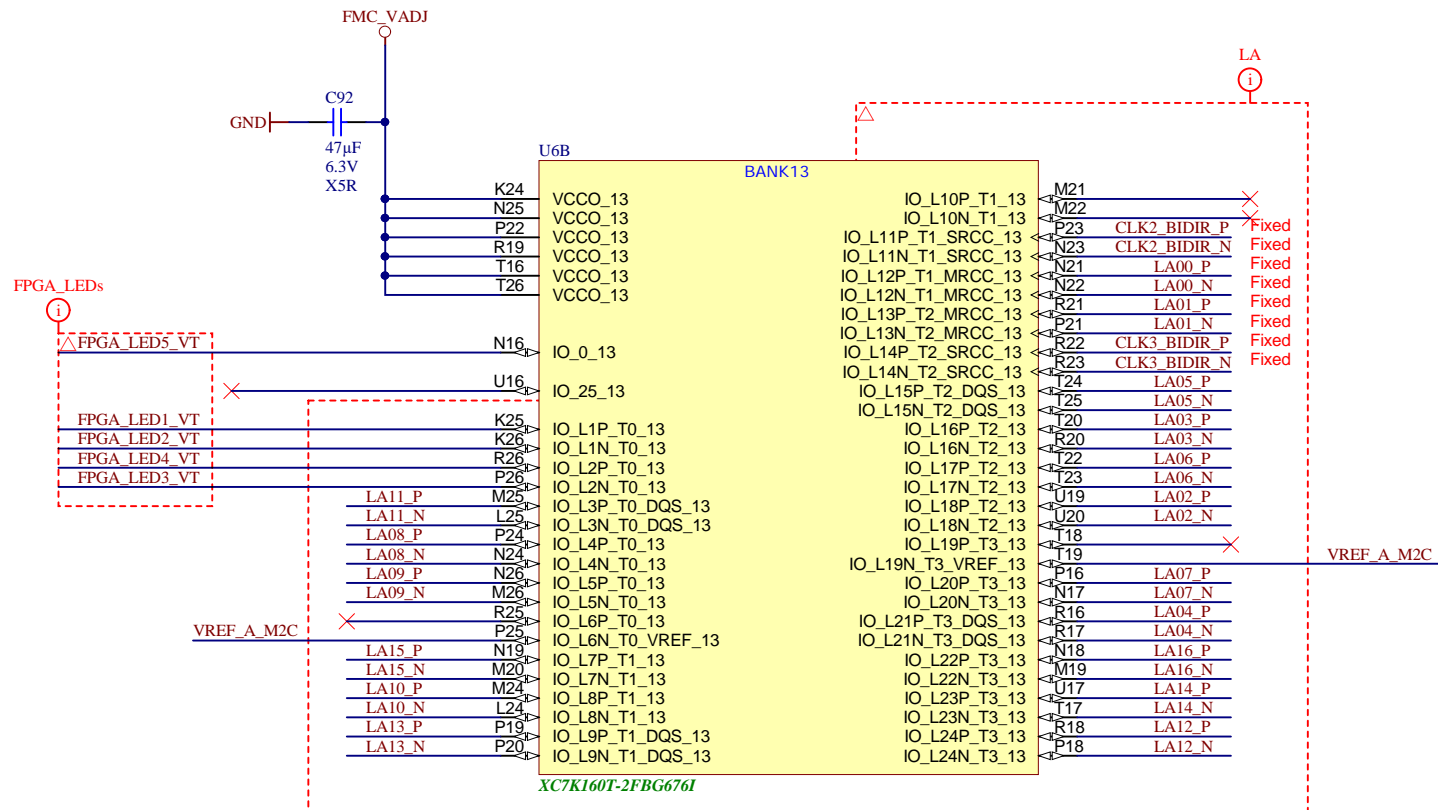 FMC_VADJ
LA
i
C92
GND
47µF
6.3V
X5R
U6B
BANK13
K24 VCCO_13
N25 VCCO_13
P22 VCCO_13
R19 VCCO_13
T16 VCCO_13
T26 VCCO_13
FPGA_LEDs
i
FPGA_LED5_VT N16 IO_0_13
U16 IO_25_13
FPGA_LED1_VT K25 IO_L1P_T0_13
FPGA_LED2_VT K26 IO_L1N_T0_13
FPGA_LED4_VT R26 IO_L2P_T0_13
FPGA_LED3_VT P26 IO_L2N_T0_13
LA11_P M25 IO_L3P_T0_DQS_13
LA11_N L25 IO_L3N_T0_DQS_13
LA08_P P24 IO_L4P_T0_13
LA08_N N24 IO_L4N_T0_13
LA09_P N26 IO_L5P_T0_13
LA09_N M26 IO_L5N_T0_13
R25 IO_L6P_T0_13
VREF_A_M2C P25 IO_L6N_T0_VREF_13
LA15_P N19 IO_L7P_T1_13
LA15_N M20 IO_L7N_T1_13
LA10_P M24 IO_L8P_T1_13
LA10_N L24 IO_L8N_T1_13
LA13_P P19 IO_L9P_T1_DQS_13
LA13_N P20 IO_L9N_T1_DQS_13
IO_L10P_T1_13 M21
IO_L10N_T1_13 M22
IO_L11P_T1_SRCC_13 P23 CLK2_BIDIR_P Fixed
IO_L11N_T1_SRCC_13 N23 CLK2_BIDIR_N Fixed
IO_L12P_T1_MRCC_13 N21 LA00_P Fixed
IO_L12N_T1_MRCC_13 N22 LA00_N Fixed
IO_L13P_T2_MRCC_13 R21 LA01_P Fixed
IO_L13N_T2_MRCC_13 P21 LA01_N Fixed
IO_L14P_T2_SRCC_13 R22 CLK3_BIDIR_P Fixed
IO_L14N_T2_SRCC_13 R23 CLK3_BIDIR_N Fixed
IO_L15P_T2_DQS_13 T24 LA05_P
IO_L15N_T2_DQS_13 T25 LA05_N
IO_L16P_T2_13 T20 LA03_P
IO_L16N_T2_13 R20 LA03_N
IO_L17P_T2_13 T22 LA06_P
IO_L17N_T2_13 T23 LA06_N
IO_L18P_T2_13 U19 LA02_P
IO_L18N_T2_13 U20 LA02_N
IO_L19P_T3_13 T18
IO_L19N_T3_VREF_13 T19 VREF_A_M2C
IO_L20P_T3_13 P16 LA07_P
IO_L20N_T3_13 N17 LA07_N
IO_L21P_T3_DQS_13 R16 LA04_P
IO_L21N_T3_DQS_13 R17 LA04_N
IO_L22P_T3_13 N18 LA16_P
IO_L22N_T3_13 M19 LA16_N
IO_L23P_T3_13 U17 LA14_P
IO_L23N_T3_13 T17 LA14_N
IO_L24P_T3_13 R18 LA12_P
IO_L24N_T3_13 P18 LA12_N
XC7K160T-2FBG676I